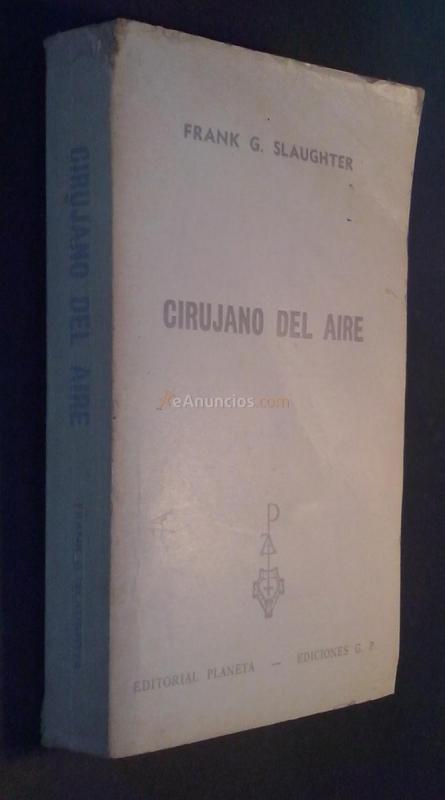 FRANK G. SLAUGHTER
CIRUJANO DEL AIRE
eAnuncios.com
EDITORIAL PLANETA — EDICIONES G. P.
CIRUJANO DEL AIRE
FRANK G. SLAUGHTER